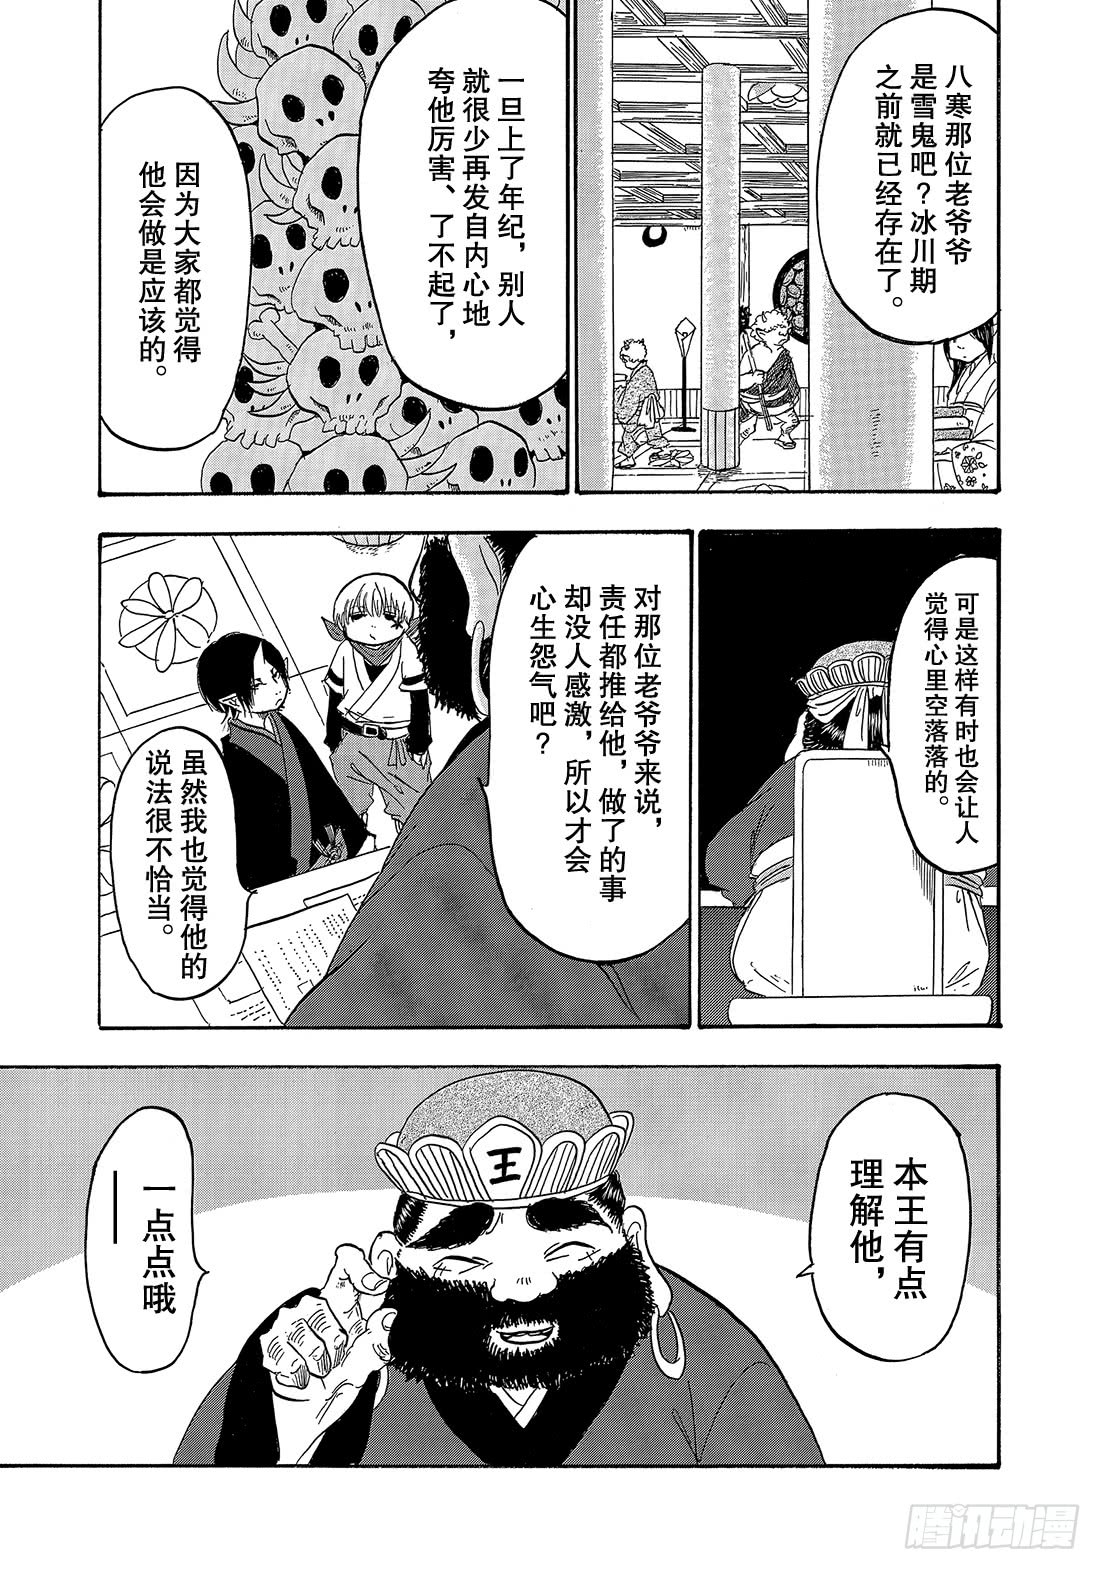 八寒那位老爷爷
是雪鬼吧？冰川期
之前就已经存在了。
一旦上了年纪，别人
就很少再发自内心地
夸他厉害、了不起了，
因为大家都觉得
他会做是应该的。
可是这样有时也会让人
觉得心里空落落的。
对那位老爷爷来说，
责任都推给他，做了的事
却没人感激，所以才会
心生怨气吧？
虽然我也觉得他的
说法很不恰当。
本王有点
理解他，
一点点哦
——
王
腾讯动漫